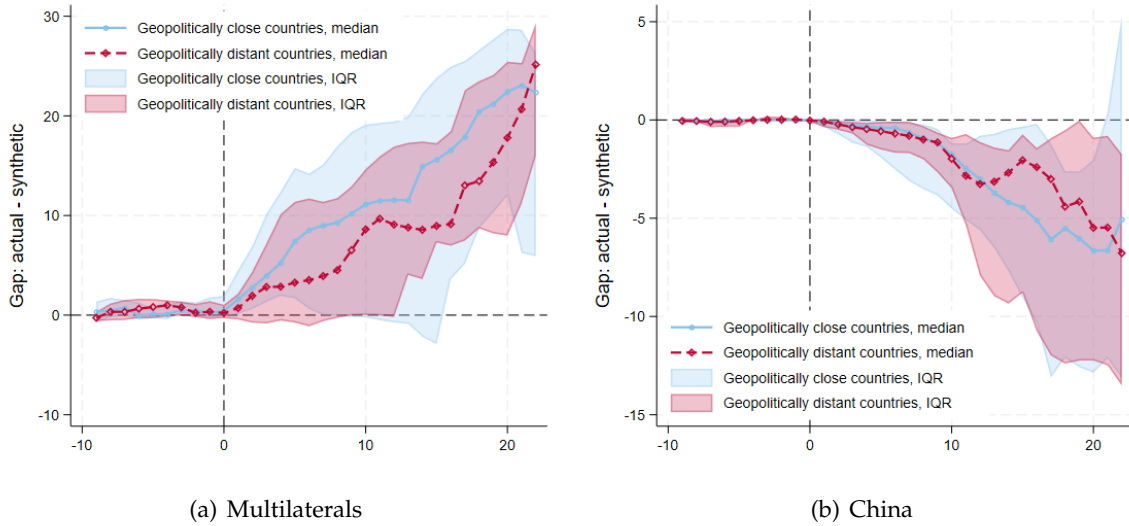 Gap: actual - synthetic
30
20
10
0
-10
Geopolitically close countries, median
Geopolitically distant countries, median
Geopolitically close countries, IQR
Geopolitically distant countries, IQR
-10 0 10 20
(a) Multilaterals
Gap: actual - synthetic
5
0
-5
-10
-15
Geopolitically close countries, median
Geopolitically distant countries, median
Geopolitically close countries, IQR
Geopolitically distant countries, IQR
-10 0 10 20
(b) China